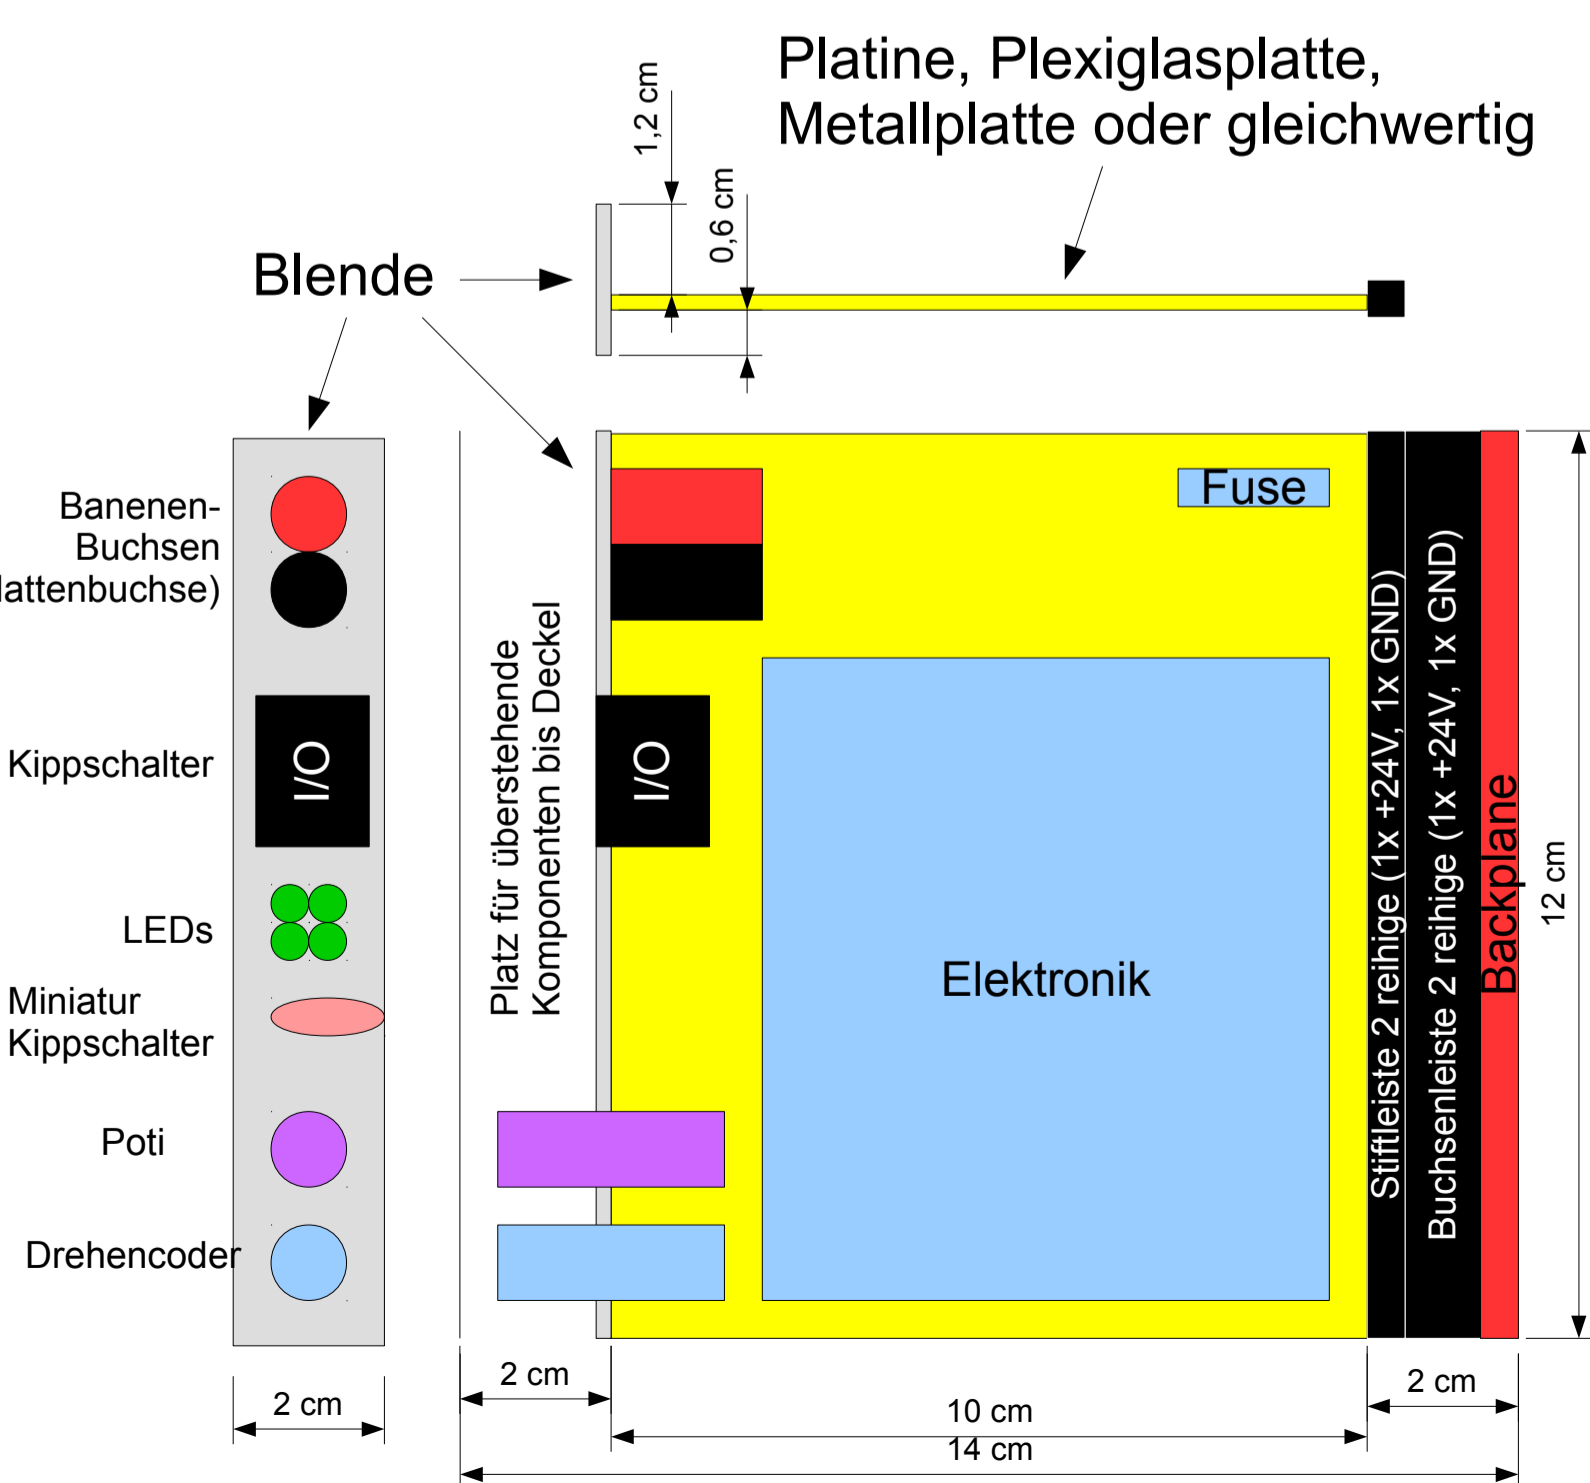 Platine, Plexiglasplatte,
Metallplatte oder gleichwertig
1,2 cm
0,6 cm
Blende
Banenen-
Buchsen
lattenbuchse)
Kippschalter
LEDs
Miniatur
Kippschalter
Poti
Drehencoder
I/O
2 cm
Platz für überstehende
Komponenten bis Deckel
I/O
Fuse
Elektronik
Stiftleiste 2 reihige (1x +24V, 1x GND)
Buchsenleiste 2 reihige (1x +24V, 1x GND)
Backplane
12 cm
2 cm
10 cm
2 cm
14 cm